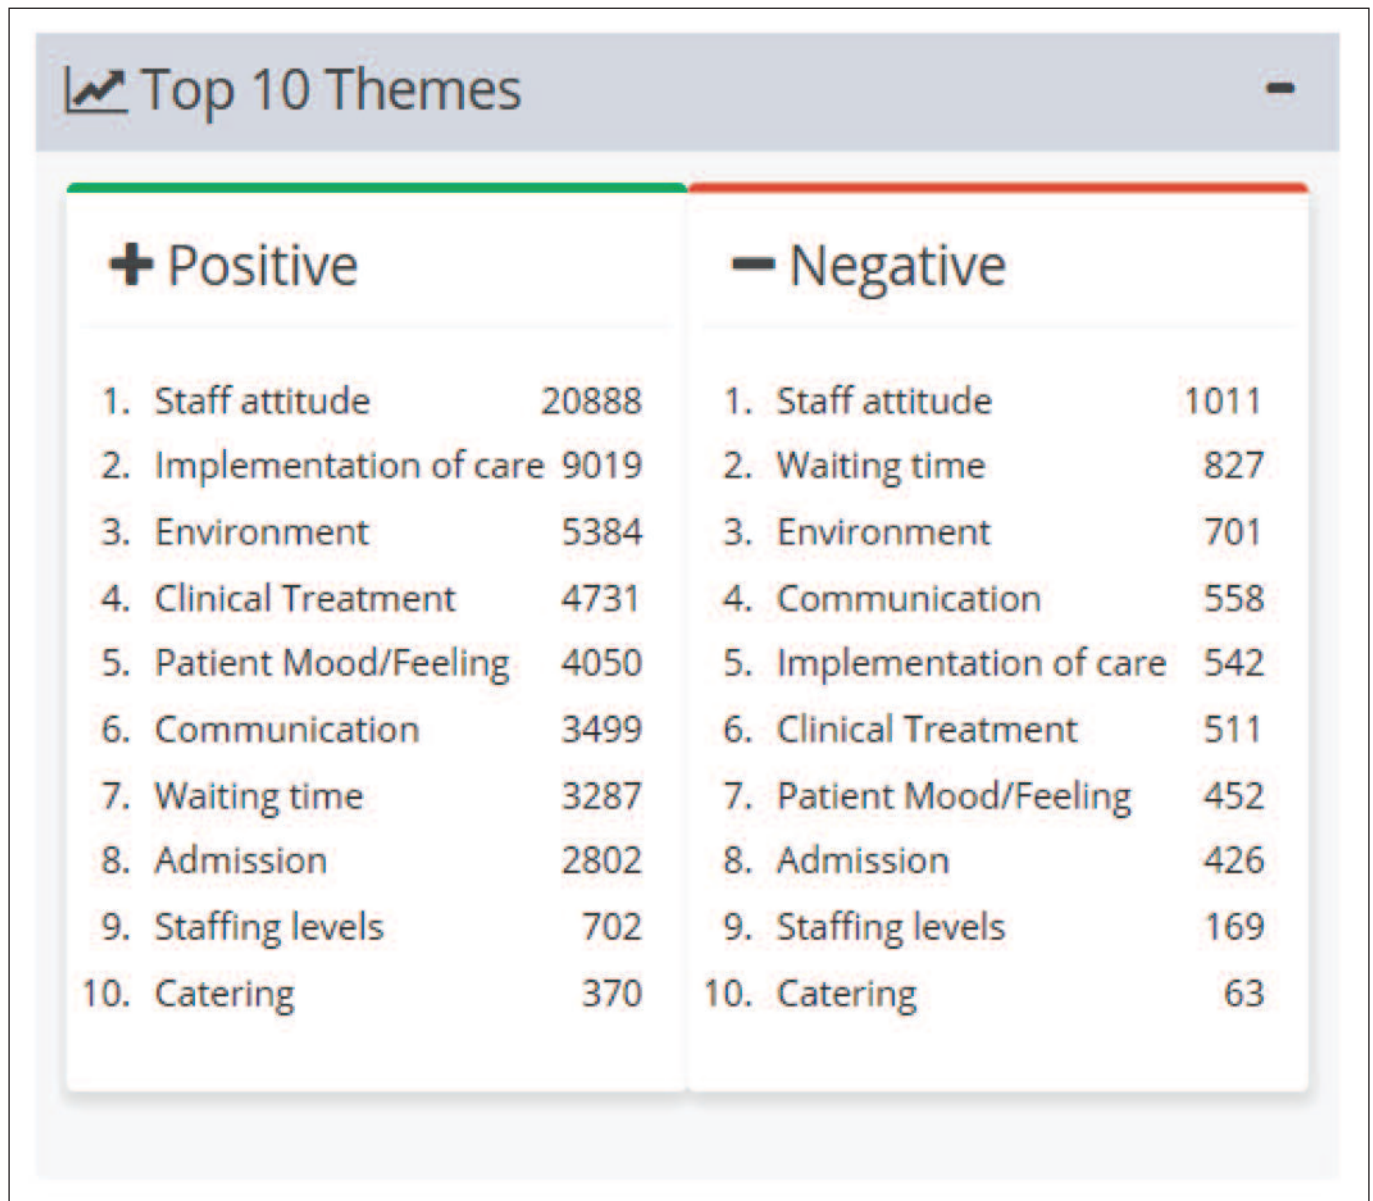 Top 10 Themes
Positive
1. Staff attitude 20888
2. Implementation of care 9019
3. Environment 5384
4. Clinical Treatment 4731
5. Patient Mood/Feeling 4050
6. Communication 3499
7. Waiting time 3287
8. Admission 2802
9. Staffing levels 702
10. Catering 370
Negative
1. Staff attitude 1011
2. Waiting time 827
3. Environment 701
4. Communication 558
5. Implementation of care 542
6. Clinical Treatment 511
7. Patient Mood/Feeling 452
8. Admission 426
9. Staffing levels 169
10. Catering 63